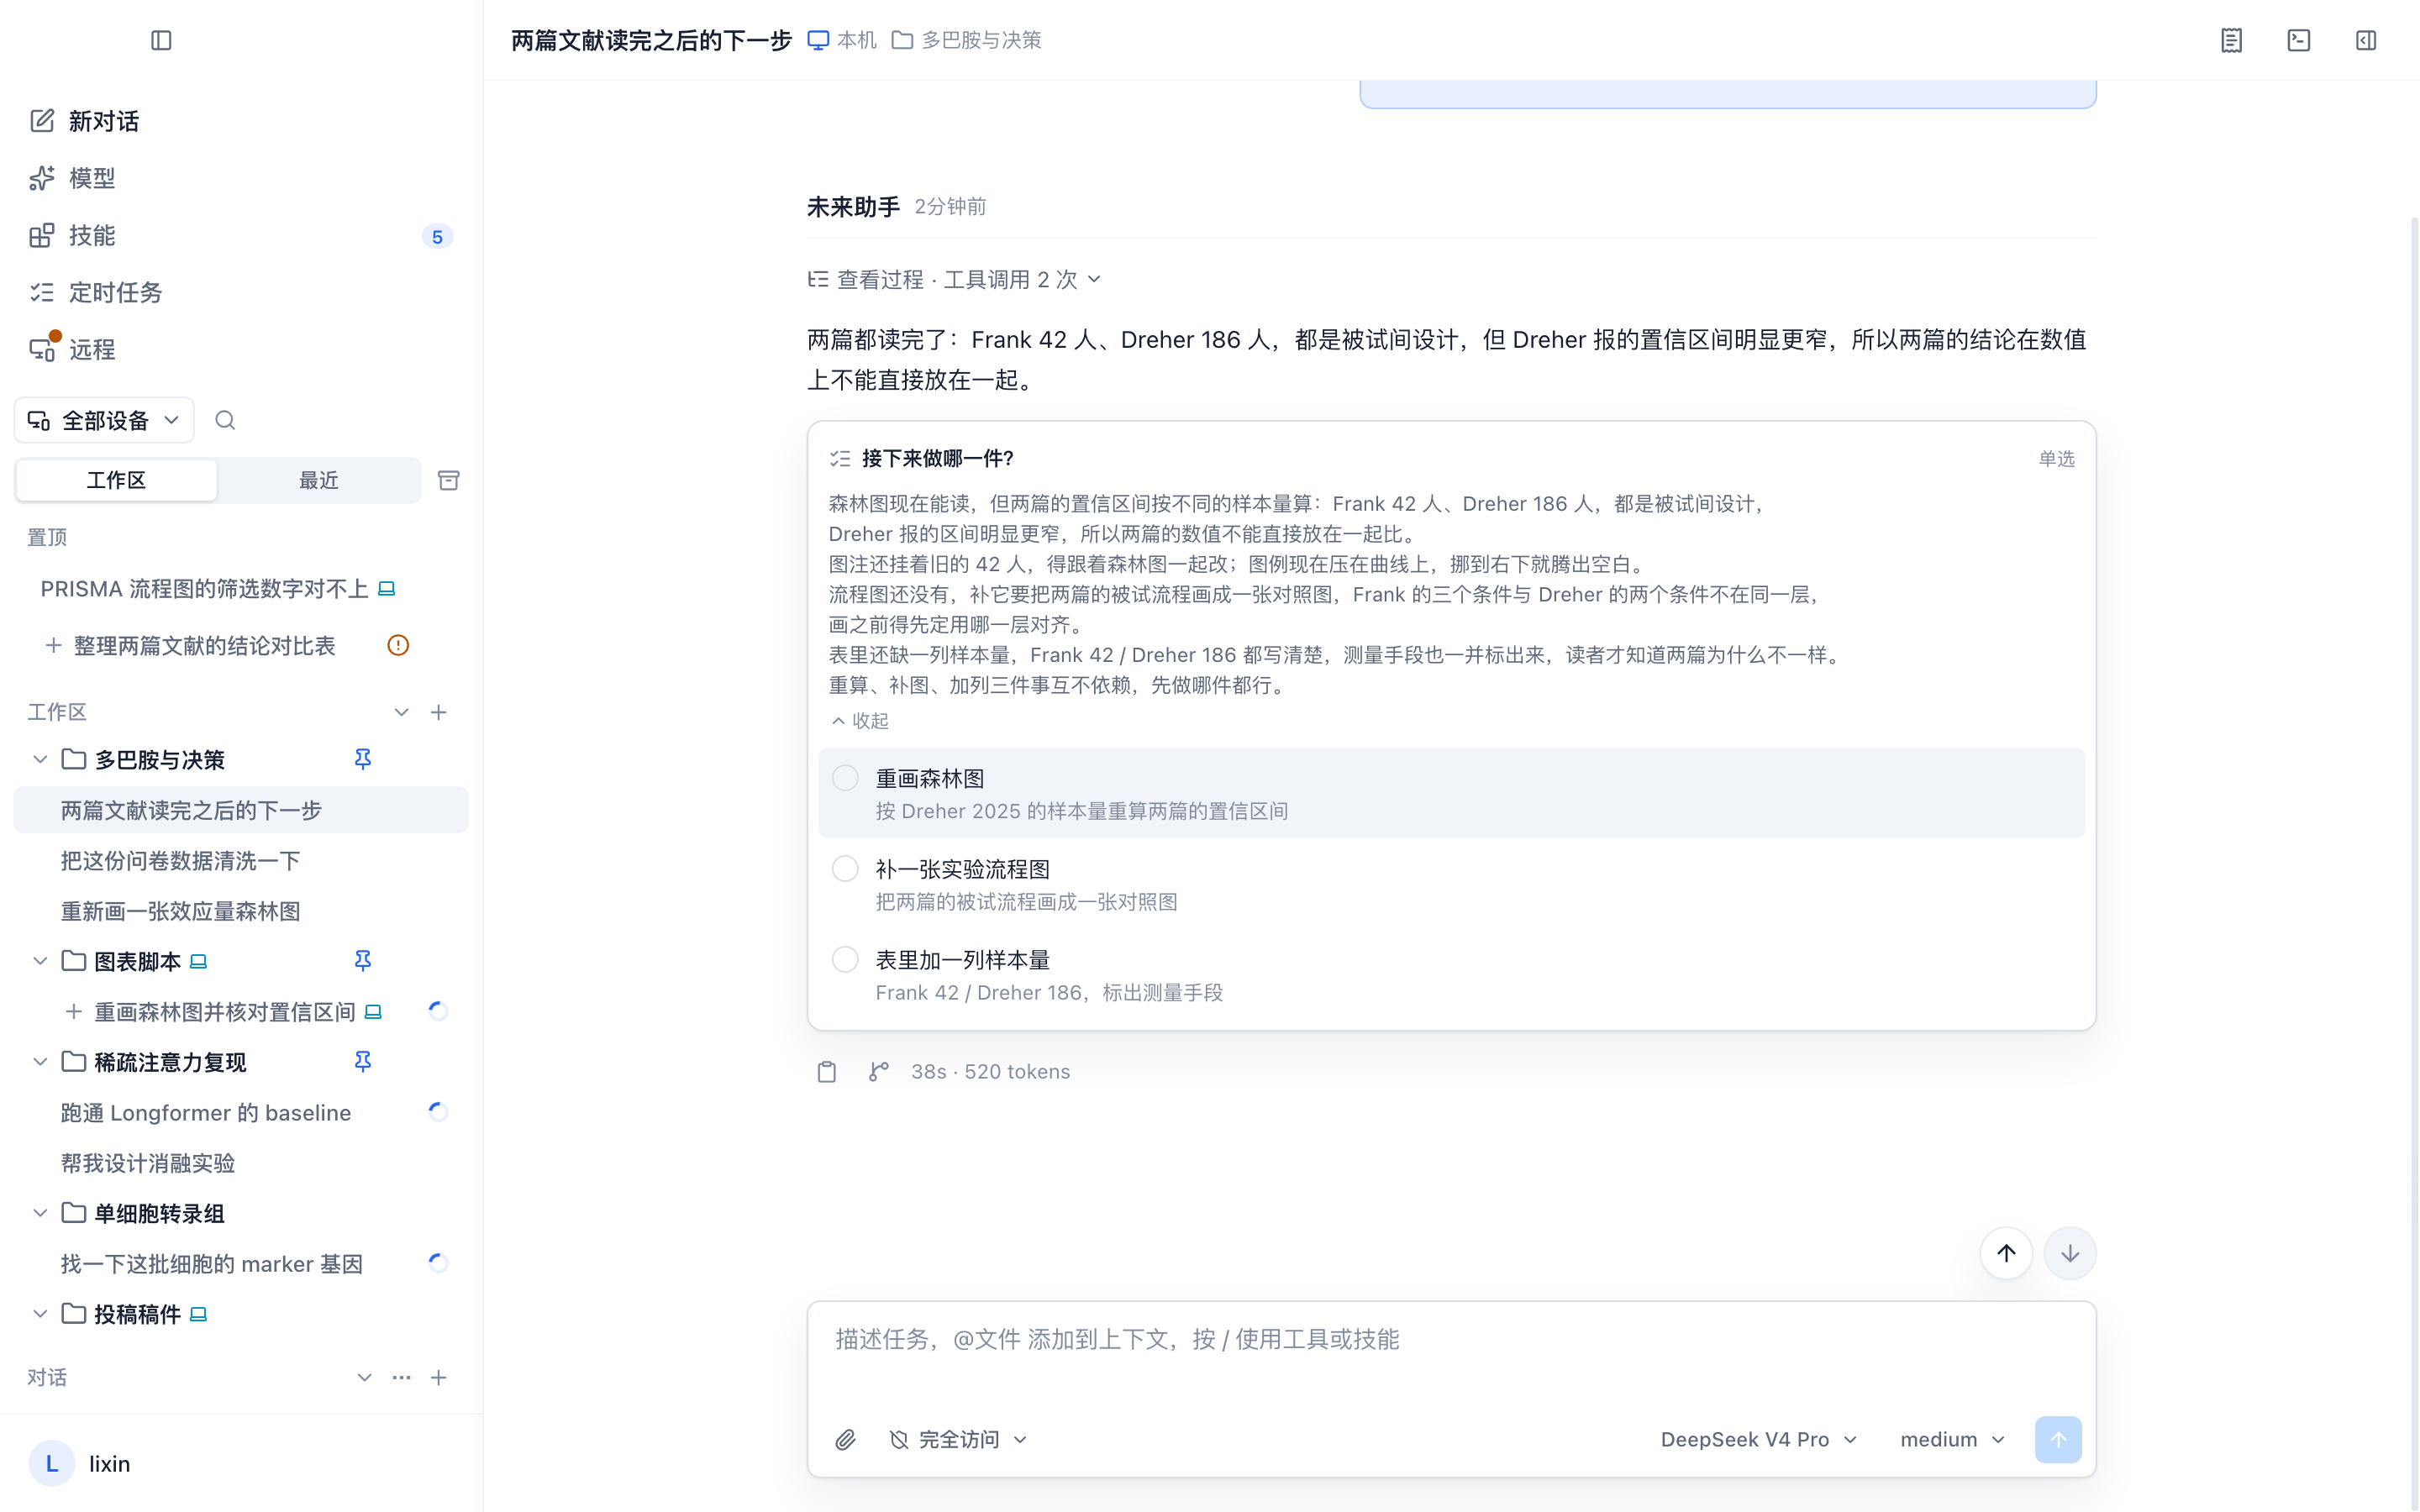 两篇文献读完之后的下一步 本机 多巴胺与决策
新对话
模型
技能 5
定时任务
远程
全部设备
工作区 最近
置顶
PRISMA 流程图的筛选数字对不上
整理两篇文献的结论对比表
工作区
多巴胺与决策
两篇文献读完之后的下一步
把这份问卷数据清洗一下
重新画一张效应量森林图
图表脚本
重画森林图并核对置信区间
稀疏注意力复现
跑通 Longformer 的 baseline
帮我设计消融实验
单细胞转录组
找一下这批细胞的 marker 基因
投稿稿件
对话
L lixin
未来助手 2分钟前
查看过程 · 工具调用 2 次
两篇都读完了：Frank 42 人、Dreher 186 人，都是被试间设计，但 Dreher 报的置信区间明显更窄，所以两篇的结论在数值
上不能直接放在一起。
接下来做哪一件？ 单选
森林图现在能读，但两篇的置信区间按不同的样本量算：Frank 42 人、Dreher 186 人，都是被试间设计，
Dreher 报的区间明显更窄，所以两篇的数值不能直接放在一起比。
图注还挂着旧的 42 人，得跟着森林图一起改；图例现在压在曲线上，挪到右下就腾出空白。
流程图还没有，补它要把两篇的被试流程画成一张对照图，Frank 的三个条件与 Dreher 的两个条件不在同一层，
画之前得先定用哪一层对齐。
表里还缺一列样本量，Frank 42 / Dreher 186 都写清楚，测量手段也一并标出来，读者才知道两篇为什么不一样。
重算、补图、加列三件事互不依赖，先做哪件都行。
收起
重画森林图
按 Dreher 2025 的样本量重算两篇的置信区间
补一张实验流程图
把两篇的被试流程画成一张对照图
表里加一列样本量
Frank 42 / Dreher 186，标出测量手段
38s · 520 tokens
描述任务，@文件 添加到上下文，按 / 使用工具或技能
完全访问 DeepSeek V4 Pro medium